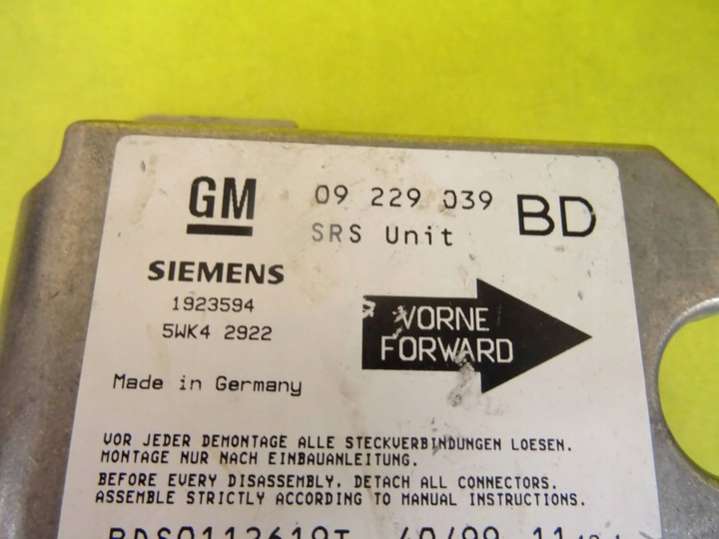 GM 09 229 039 BD
SRS Unit
SIEMENS
1923594
5WK4 2922
VORNE
FORWARD
Made in Germany
VOR JEDER DEMONTAGE ALLE STECKVERBINDUNGEN LOESEN.
MONTAGE NUR NACH EINBAUANLEITUNG.
BEFORE EVERY DISASSEMBLY. DETACH ALL CONNECTORS.
ASSEMBLE STRICTLY ACCORDING TO MANUAL INSTRUCTIONS.
40/99